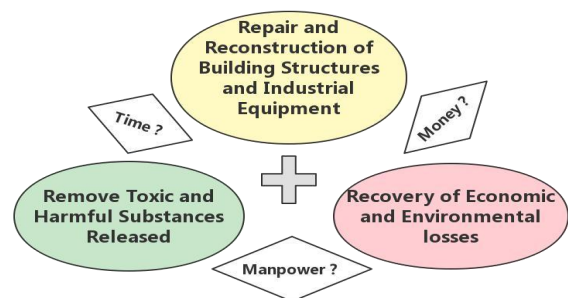 Repair and
Reconstruction of
Building Structures
and Industrial
Equipment
Time ?
Money ?
Remove Toxic and
Harmful Substances
Released
Recovery of Economic
and Environmental
losses
Manpower ?